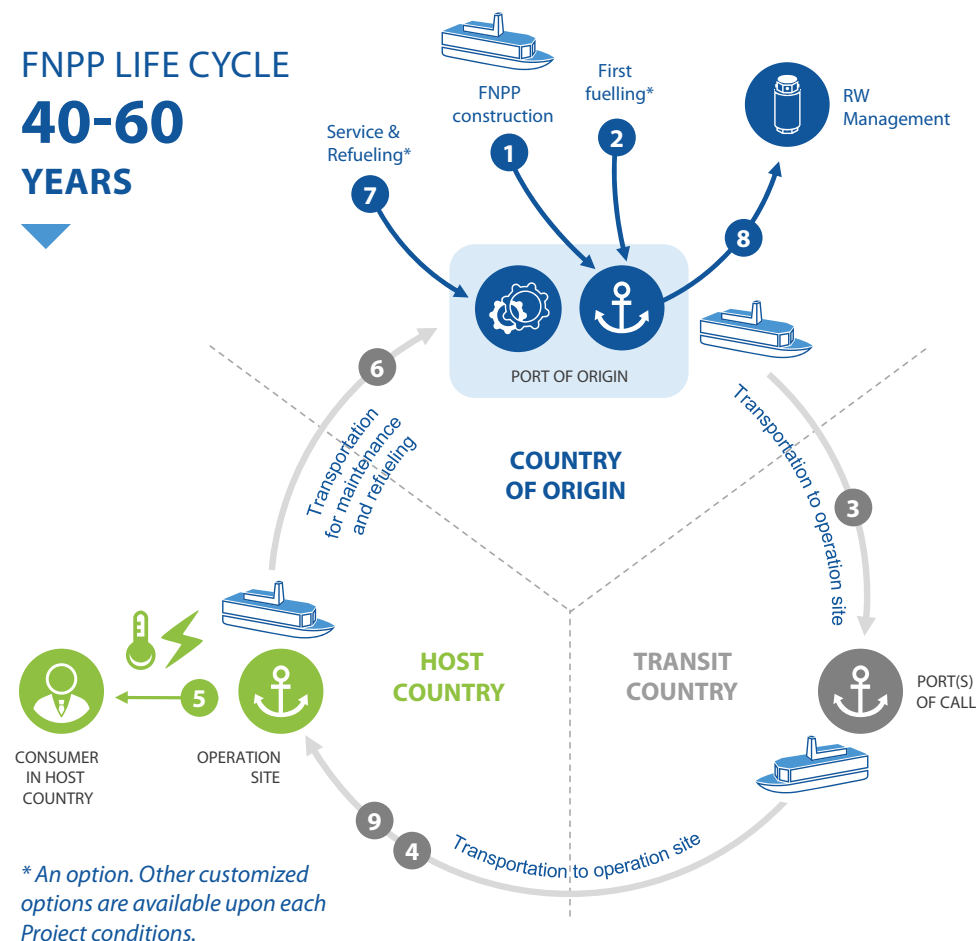 FNPP LIFE CYCLE
40-60
YEARS
FNPP
construction
First
fuelling*
Service &
Refueling*
RW
Management
7
1
2
8
PORT OF ORIGIN
6
Transportation
for maintenance
and refueling
COUNTRY
OF ORIGIN
Transportation to operation site
3
HOST
COUNTRY
TRANSIT
COUNTRY
PORT(S)
OF CALL
5
CONSUMER
IN HOST
COUNTRY
OPERATION
SITE
9
4
Transportation to operation site
* An option. Other customized
options are available upon each
Proiect conditions.